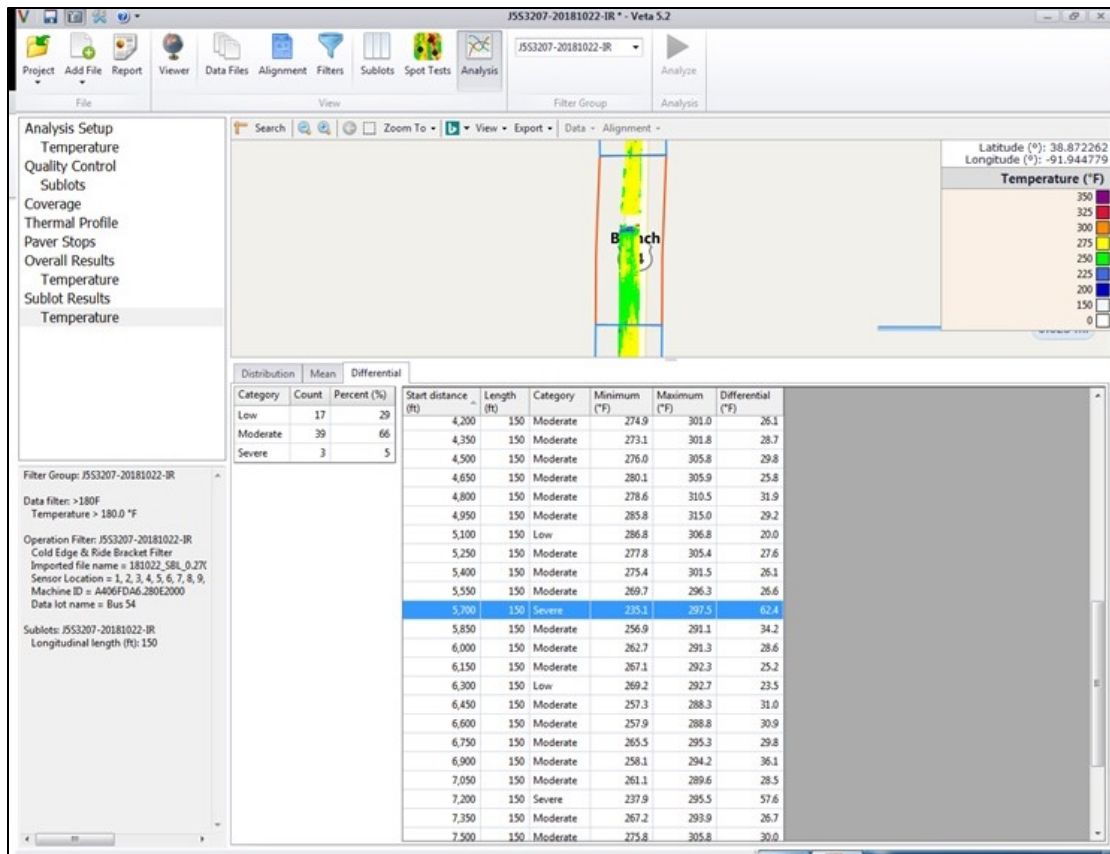 J5S3207-20181022-IR * - Veta 5.2
Project Add File Report Viewer Data Files Alignment Filters Sublots Spot Tests Analysis J5S3207-20181022-IR Analyze
File View Filter Group Analysis
Analysis Setup
Temperature
Quality Control
Sublots
Coverage
Thermal Profile
Paver Stops
Overall Results
Temperature
Sublot Results
Temperature
Filter Group: J5S3207-20181022-IR
Data filter: >180F
Temperature > 180.0 °F
Operation Filter: J5S3207-20181022-IR
Cold Edge & Ride Bracket Filter
Imported file name = 181022_SBL_0.27(
Sensor Location = 1, 2, 3, 4, 5, 6, 7, 8, 9,
Machine ID = A406FDA6.280E2000
Data lot name = Bus 54
Sublots: J5S3207-20181022-IR
Longitudinal length (ft): 150
Search Zoom To View Export Data Alignment
Latitude (°): 38.872262
Longitude (°): -91.944779
Temperature (°F)
350
325
300
275
250
225
200
150
0
Distribution Mean Differential
Category Count Percent (%)
Low 17 29
Moderate 39 66
Severe 3 5
Start distance (ft) Length (ft) Category Minimum (°F) Maximum (°F) Differential (°F)
4,200 150 Moderate 274.9 301.0 26.1
4,350 150 Moderate 273.1 301.8 28.7
4,500 150 Moderate 276.0 305.8 29.8
4,650 150 Moderate 280.1 305.9 25.8
4,800 150 Moderate 278.6 310.5 31.9
4,950 150 Moderate 285.8 315.0 29.2
5,100 150 Low 286.8 306.8 20.0
5,250 150 Moderate 277.8 305.4 27.6
5,400 150 Moderate 275.4 301.5 26.1
5,550 150 Moderate 269.7 296.3 26.6
5,700 150 Severe 235.1 297.5 62.4
5,850 150 Moderate 256.9 291.1 34.2
6,000 150 Moderate 262.7 291.3 28.6
6,150 150 Moderate 267.1 292.3 25.2
6,300 150 Low 269.2 292.7 23.5
6,450 150 Moderate 257.3 288.3 31.0
6,600 150 Moderate 257.9 288.8 30.9
6,750 150 Moderate 265.5 295.3 29.8
6,900 150 Moderate 258.1 294.2 36.1
7,050 150 Moderate 261.1 289.6 28.5
7,200 150 Severe 237.9 295.5 57.6
7,350 150 Moderate 267.2 293.9 26.7
7,500 150 Moderate 275.8 305.8 30.0